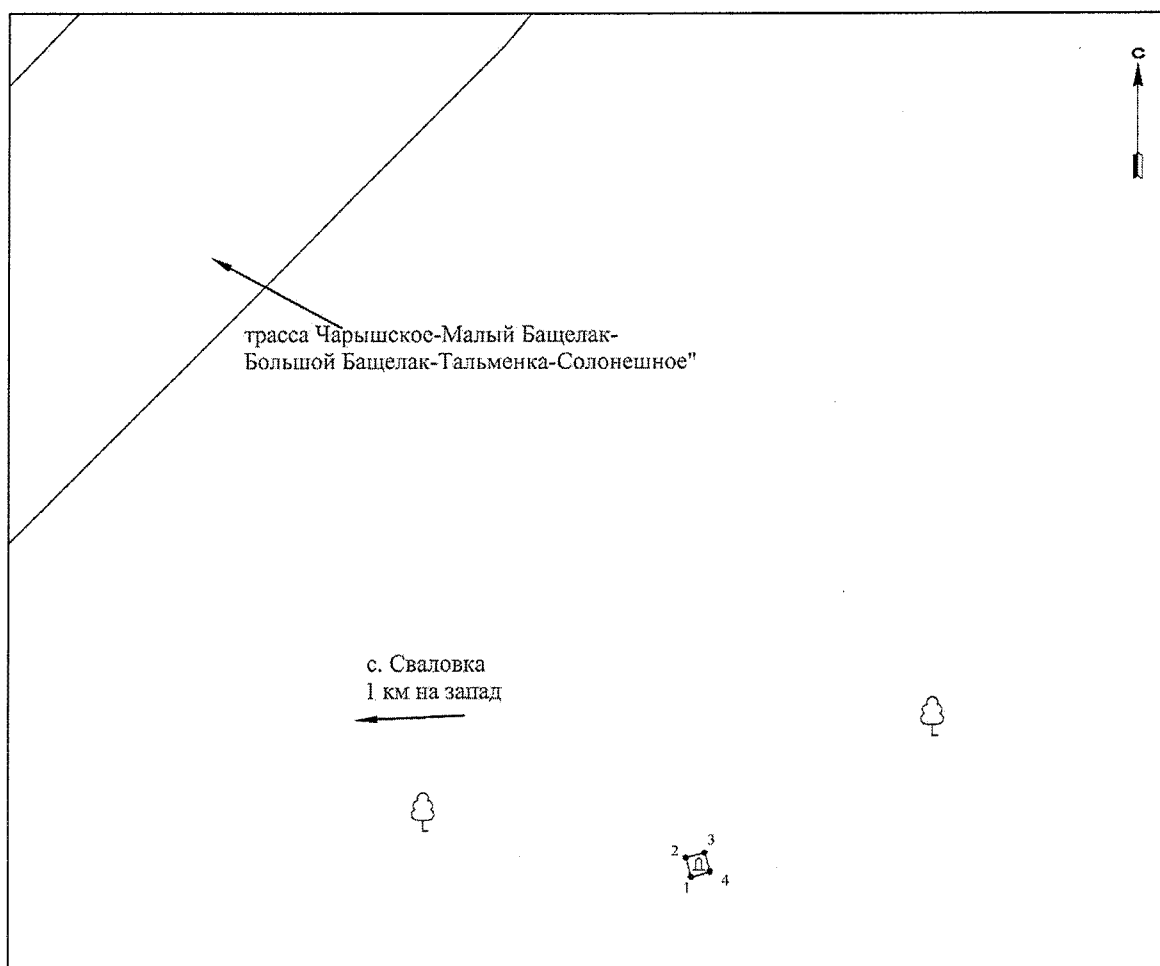 С
трасса Чарышское-Малый Бащелак-
Большой Бащелак-Тальменка-Солонешное"
с. Сваловка
1 км на запад
2 3
1 4